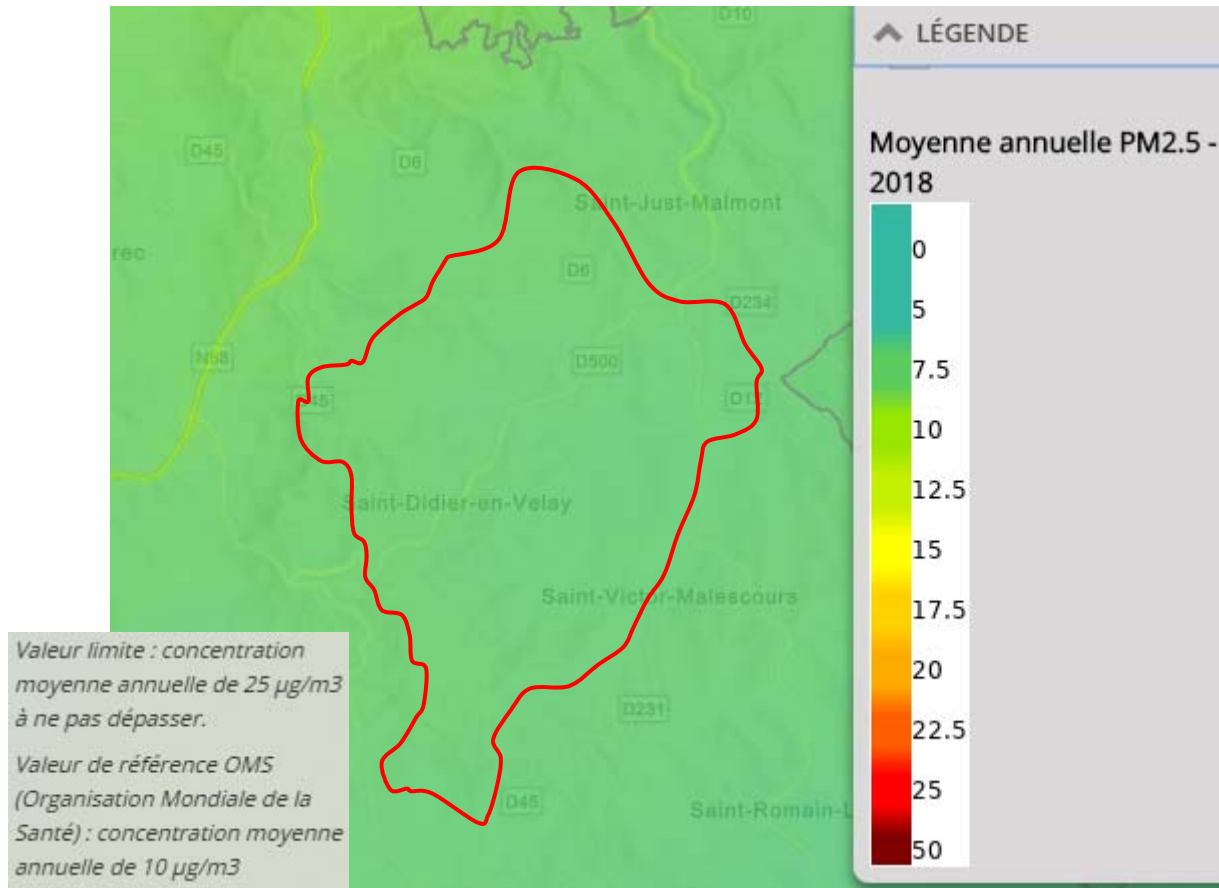 D10
LÉGENDE
Moyenne annuelle PM2.5 -
2018
D45
D6
Saint-Just-Malmont
rec
0
D6
D234
5
N88
D500
7.5
D45
D12
10
12.5
Saint-Didier-en-Velay
15
Saint-Victor-Malescours
17.5
Valeur limite : concentration
moyenne annuelle de 25 µg/m3
à ne pas dépasser.
20
D231
22.5
Valeur de référence OMS
(Organisation Mondiale de la
Santé) : concentration moyenne
annuelle de 10 µg/m3
25
D45
Saint-Romain-L
50